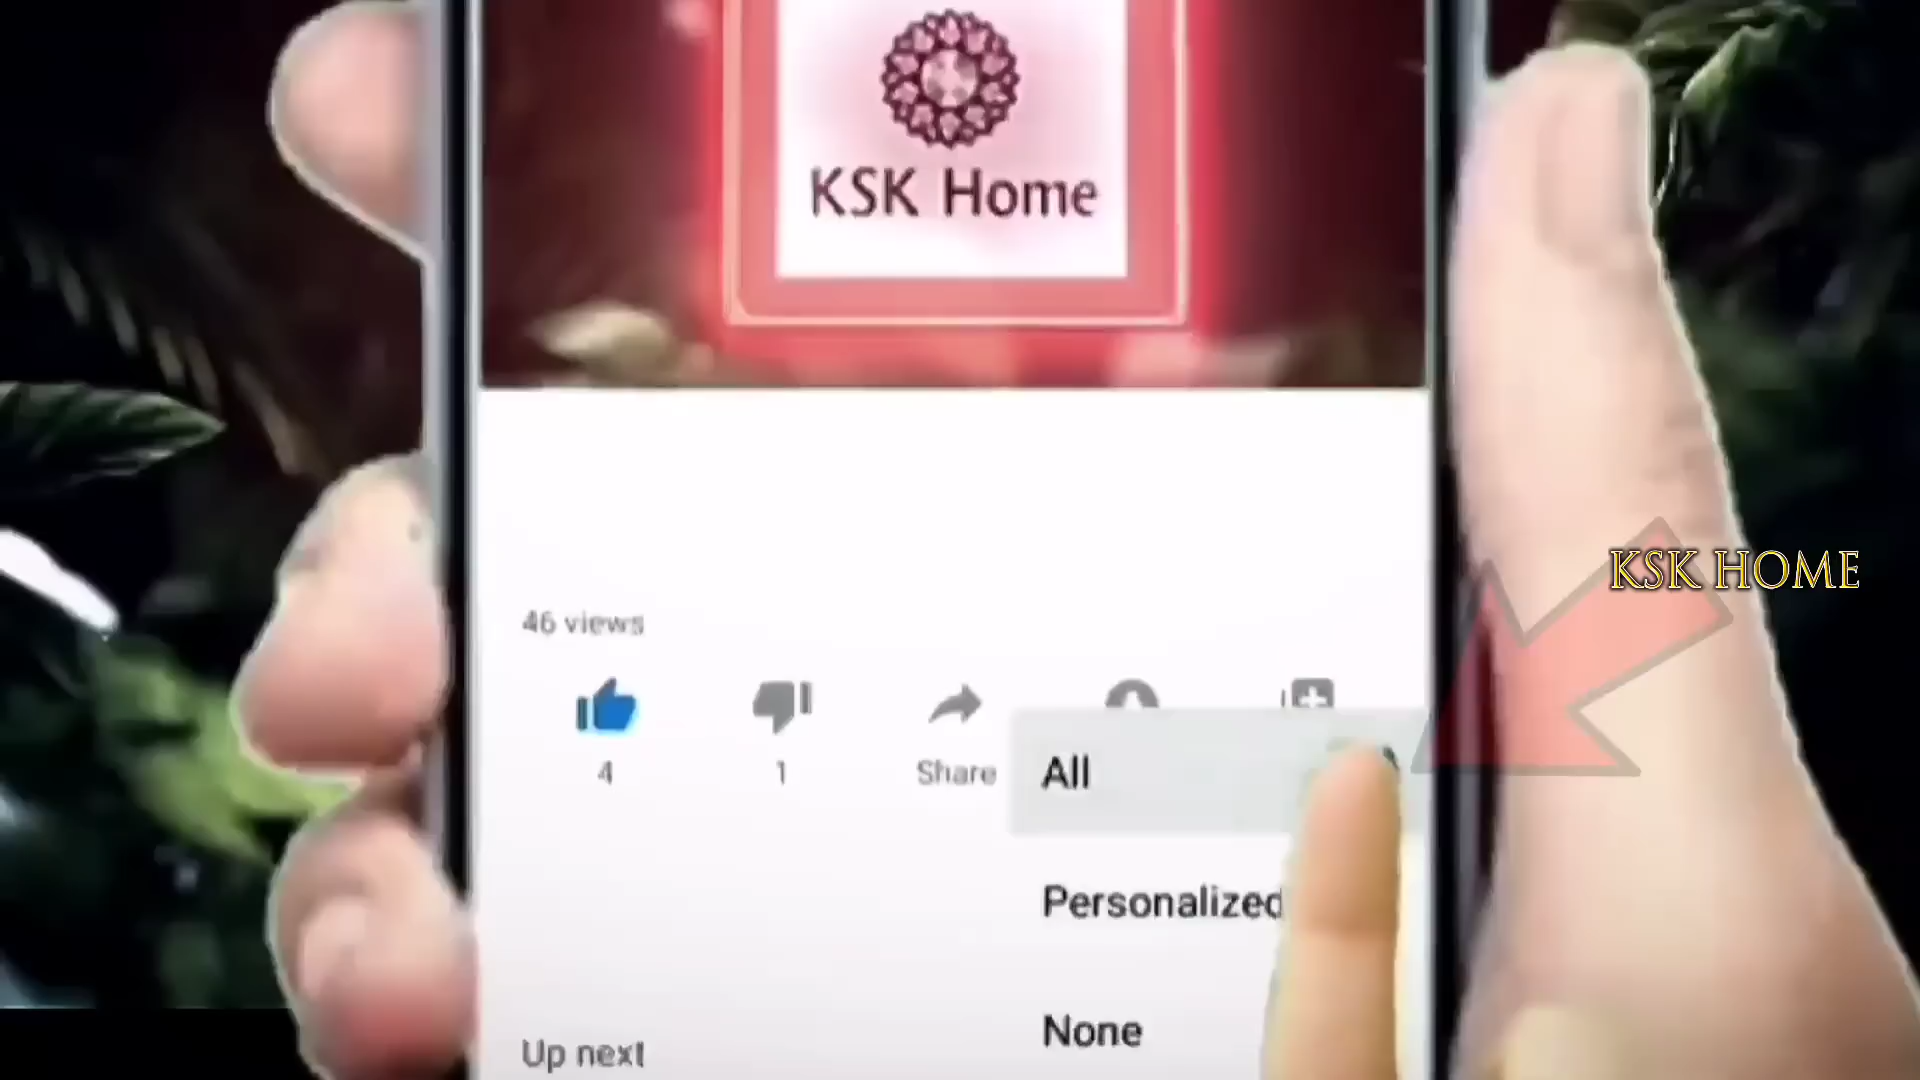 KSK Home
KSK HOME
46 views
4
1
Share
All
Personalized
None
Up next